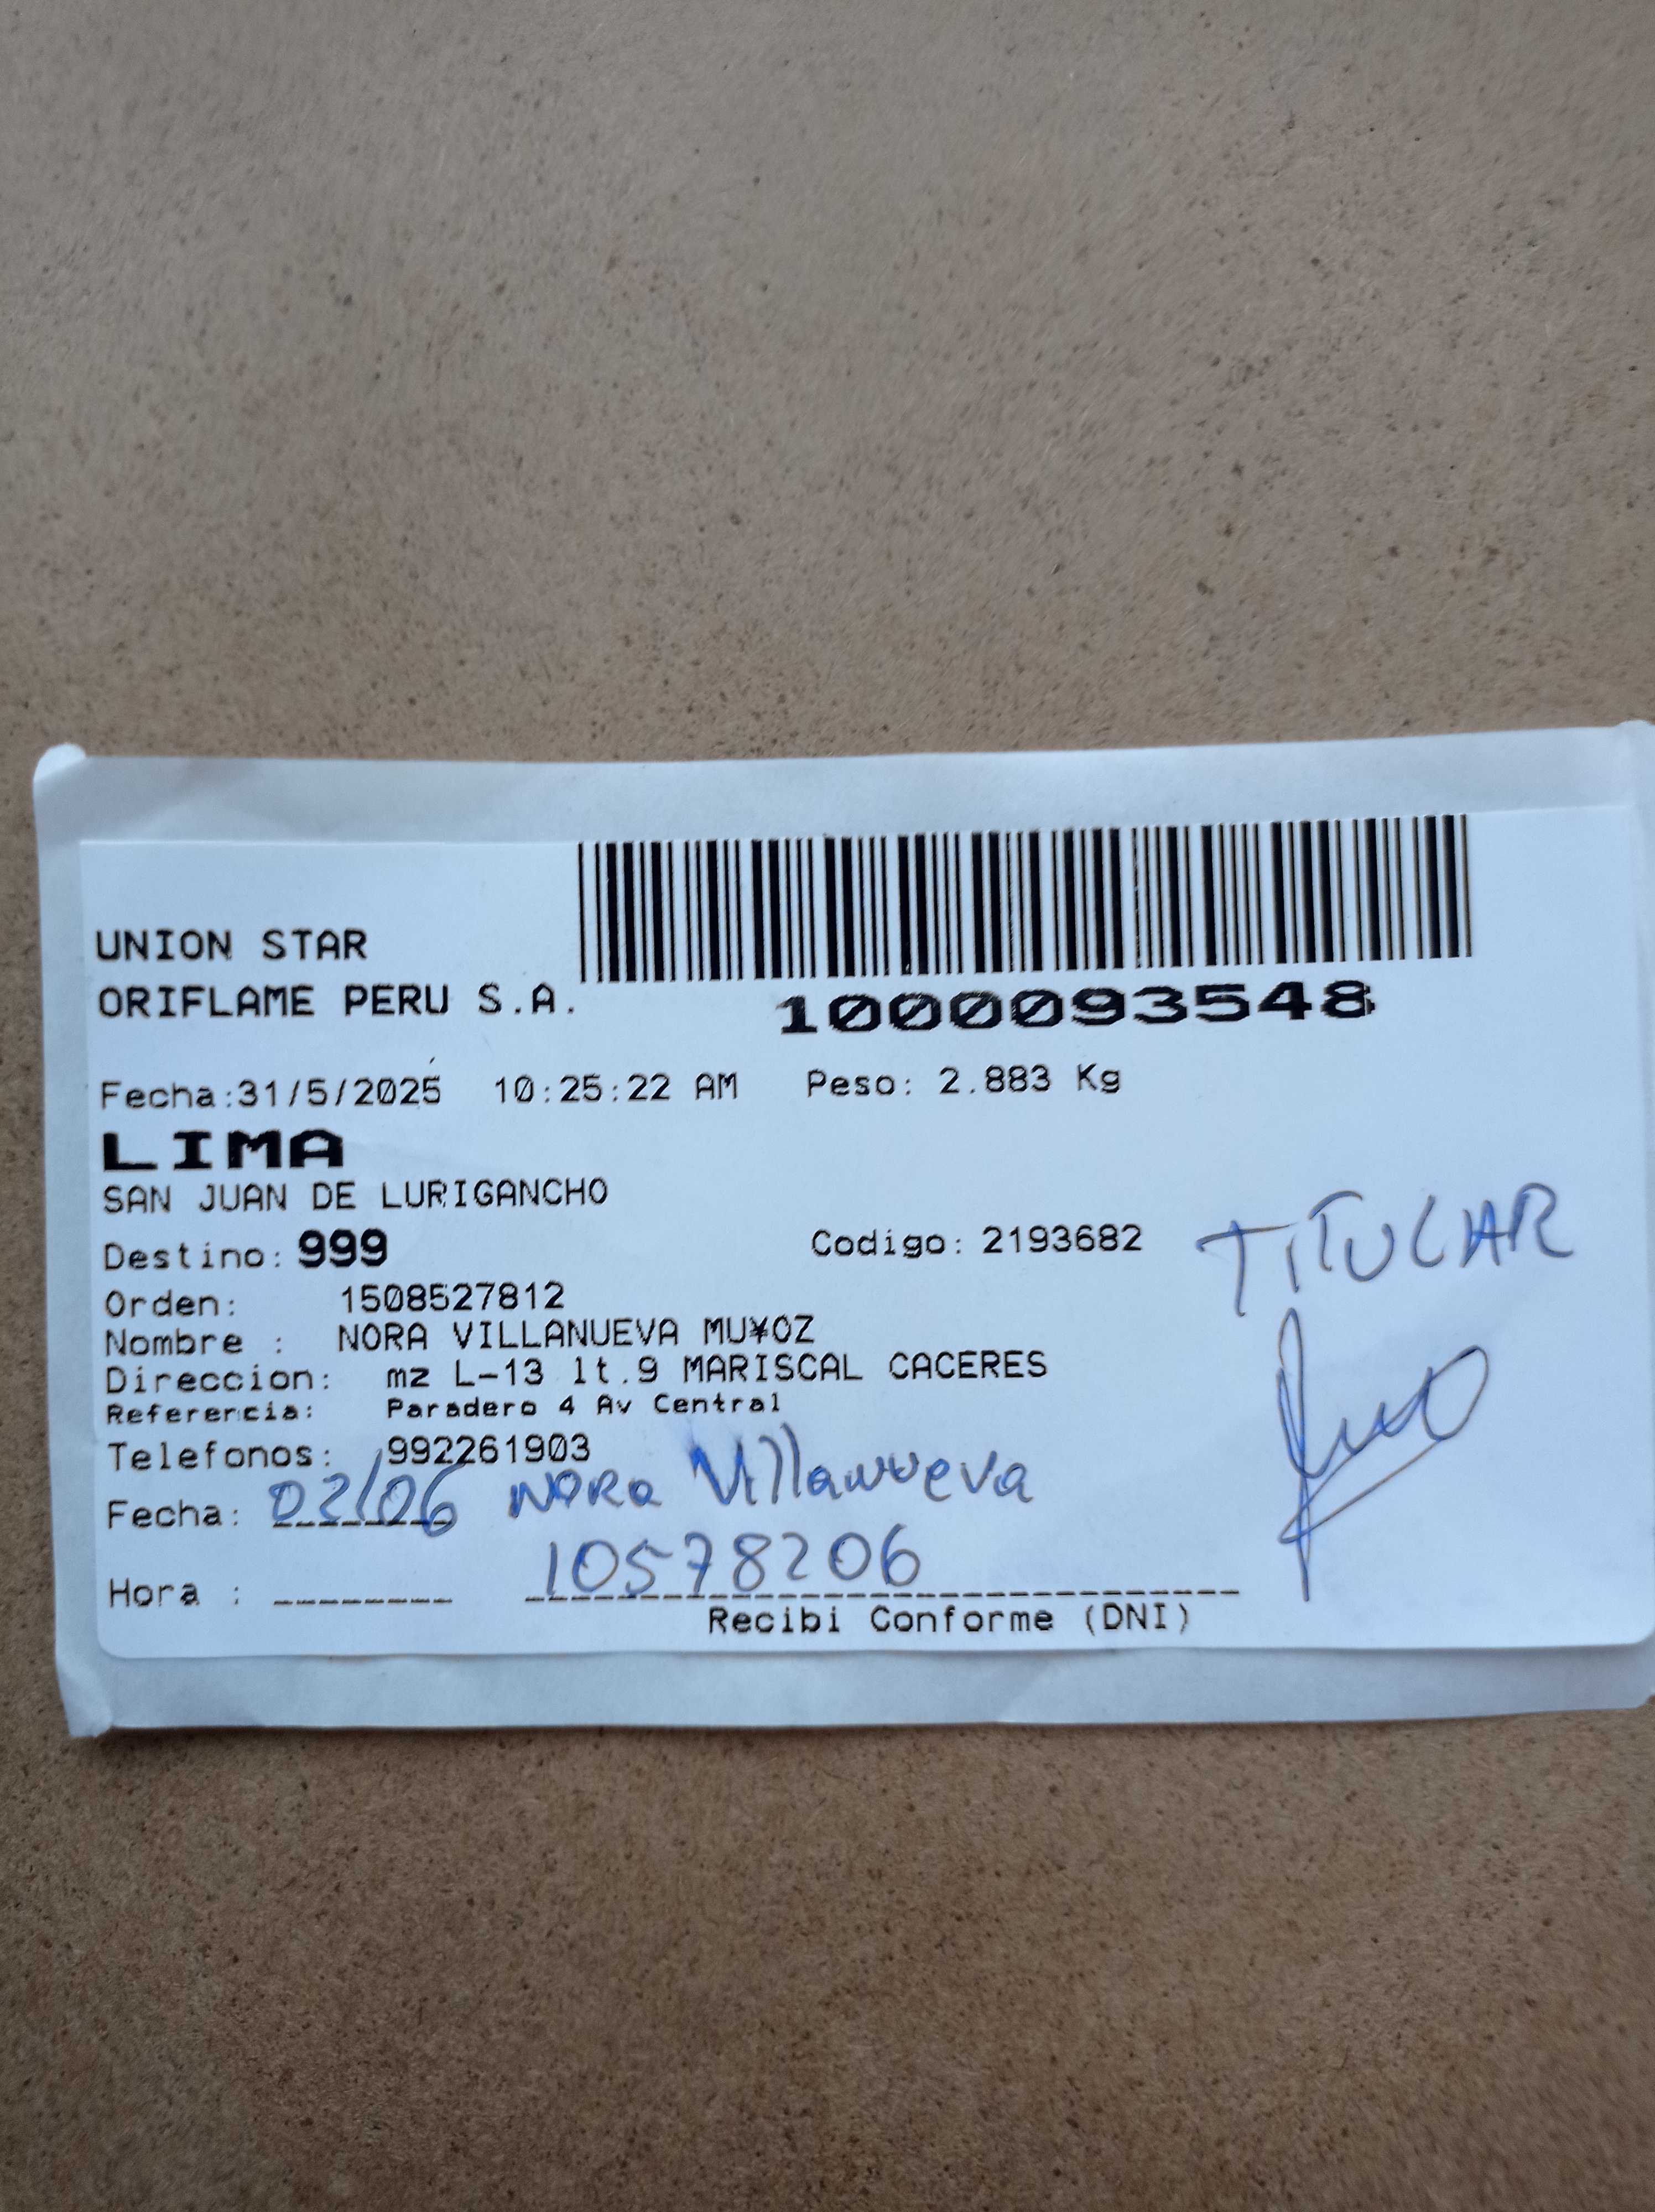 UNION STAR
ORIFLAME PERU S.A.
1000093548
Fecha:31/5/2025 10:25:22 AM Peso: 2.883 Kg
LIMA
SAN JUAN DE LURIGANCHO
Destino: 999 Codigo: 2193682 TITULAR
Orden: 1508527812
Nombre : NORA VILLANUEVA MU¥OZ
Direccion: mz L-13 lt.9 MARISCAL CACERES
Referencia: Paradero 4 Av Central
Telefonos: 992261903
Fecha: 02/06 NORA Villanueva
Hora : 10578206
Recibi Conforme (DNI)